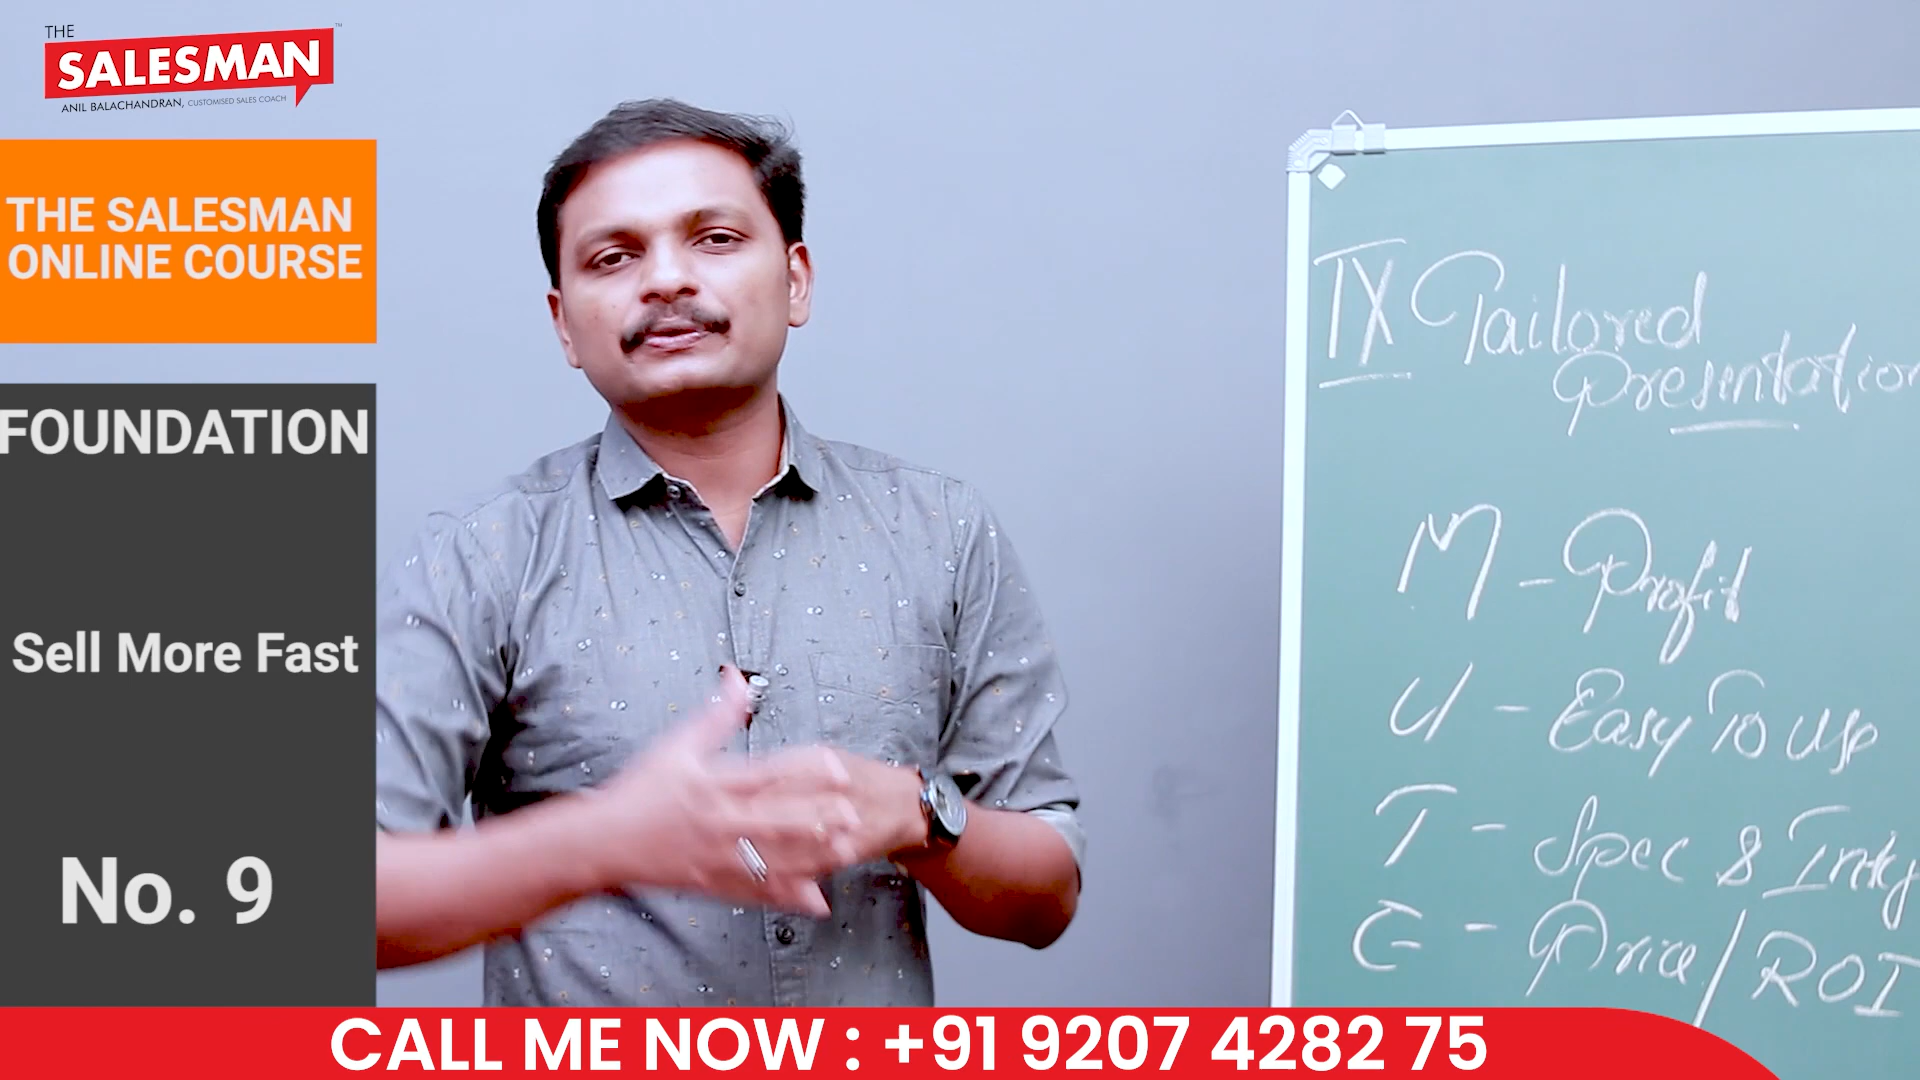 THE
SALESMAN
TM
ANIL BALACHANDRAN, CUSTOMISED SALES COACH
THE SALESMAN
ONLINE COURSE
FOUNDATION
Sell More Fast
No. 9
IX Tailored
Presentation
M - Profit
U - Easy To Use
T - Spec &
E - Price/ROI
CALL ME NOW : +91 9207 4282 75